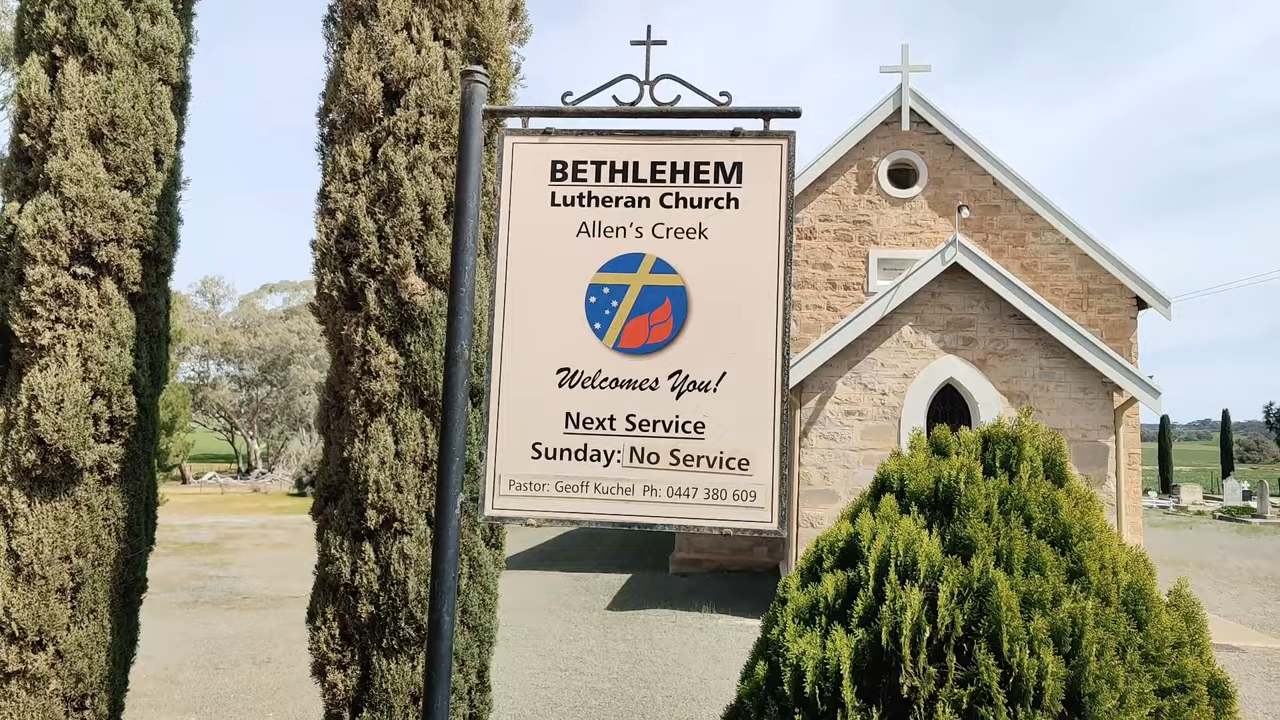 BETHLEHEM
Lutheran Church
Allen's Creek
Welcomes You!
Next Service
Sunday: No Service
Pastor: Geoff Kuchel Ph: 0447 380 609